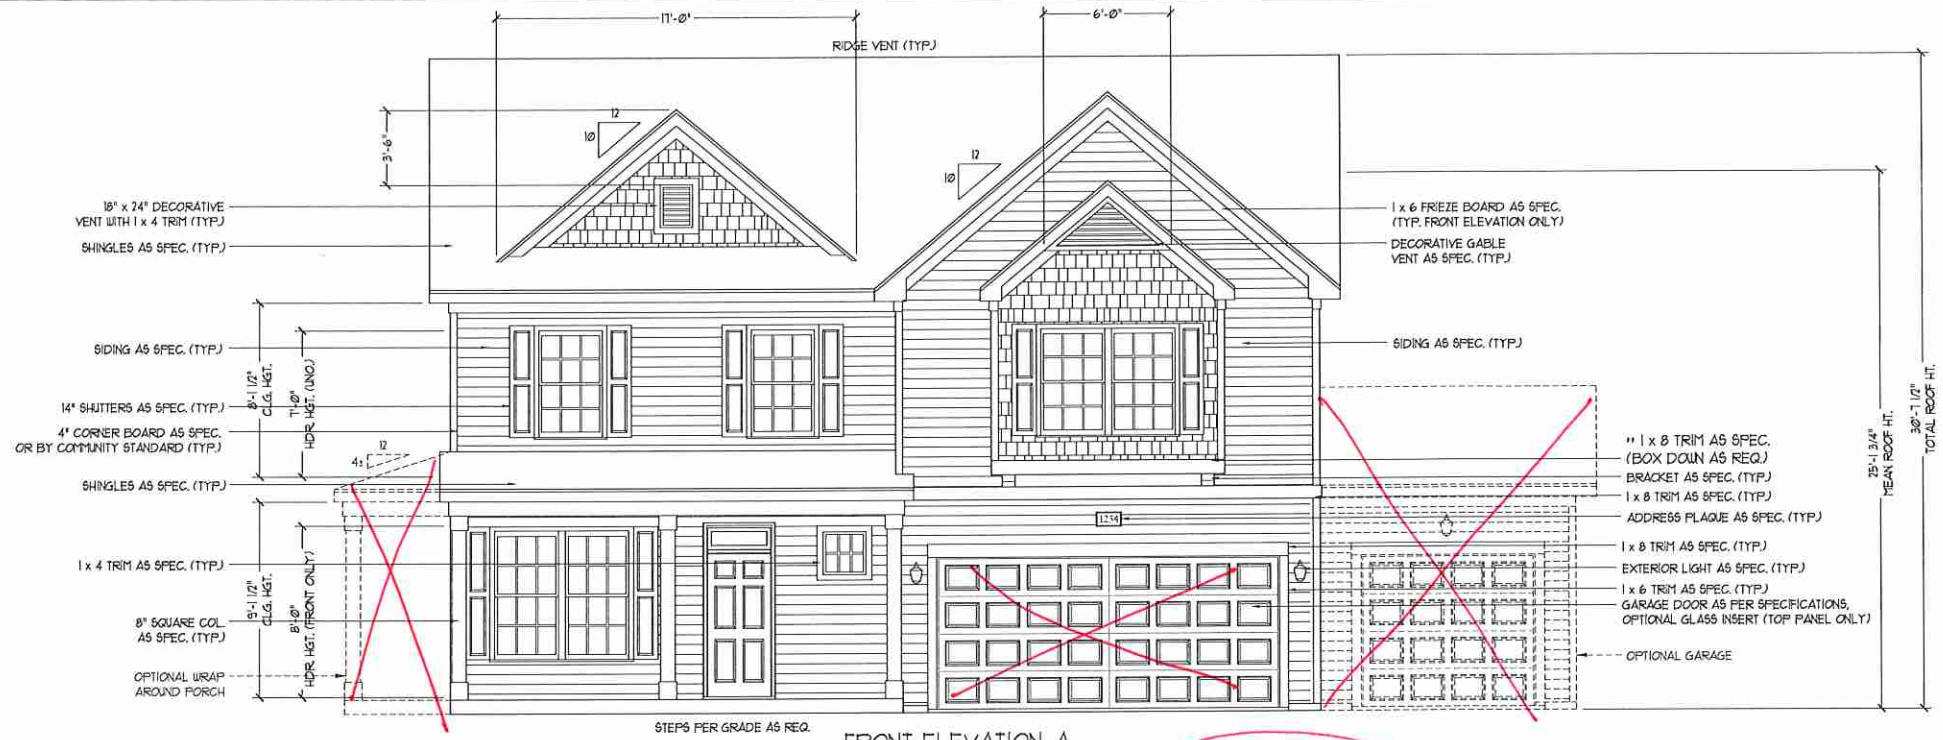 17'-0"
6'-0"
RIDGE VENT (TYP.)
12
10
3'-6"
12
10
18" x 24" DECORATIVE
VENT WITH 1 x 4 TRIM (TYP.)
SHINGLES AS SPEC. (TYP.)
1 x 6 FRIEZE BOARD AS SPEC.
(TYP. FRONT ELEVATION ONLY)
DECORATIVE GABLE
VENT AS SPEC. (TYP.)
SIDING AS SPEC. (TYP.)
8'-1 1/2"
CLG. HGT.
7'-0"
HDR. HGT. (UNO.)
SIDING AS SPEC. (TYP.)
14" SHUTTERS AS SPEC. (TYP.)
4" CORNER BOARD AS SPEC.
OR BY COMMUNITY STANDARD (TYP.)
12
4±
SHINGLES AS SPEC. (TYP.)
25'-1 3/4"
MEAN ROOF HT.
30'-7 1/2"
TOTAL ROOF HT.
" 1 x 8 TRIM AS SPEC.
(BOX DOWN AS REQ.)
BRACKET AS SPEC. (TYP.)
1 x 8 TRIM AS SPEC. (TYP.)
1234
ADDRESS PLAQUE AS SPEC. (TYP.)
1 x 8 TRIM AS SPEC. (TYP.)
EXTERIOR LIGHT AS SPEC. (TYP.)
1 x 6 TRIM AS SPEC. (TYP.)
GARAGE DOOR AS PER SPECIFICATIONS,
OPTIONAL GLASS INSERT (TOP PANEL ONLY)
OPTIONAL GARAGE
1 x 4 TRIM AS SPEC. (TYP.)
9'-1 1/2"
CLG. HGT.
8'-0"
HDR. HGT. (FRONT ONLY)
8" SQUARE COL.
AS SPEC. (TYP.)
OPTIONAL WRAP
AROUND PORCH
STEPS PER GRADE AS REQ.
FRONT ELEVATION A